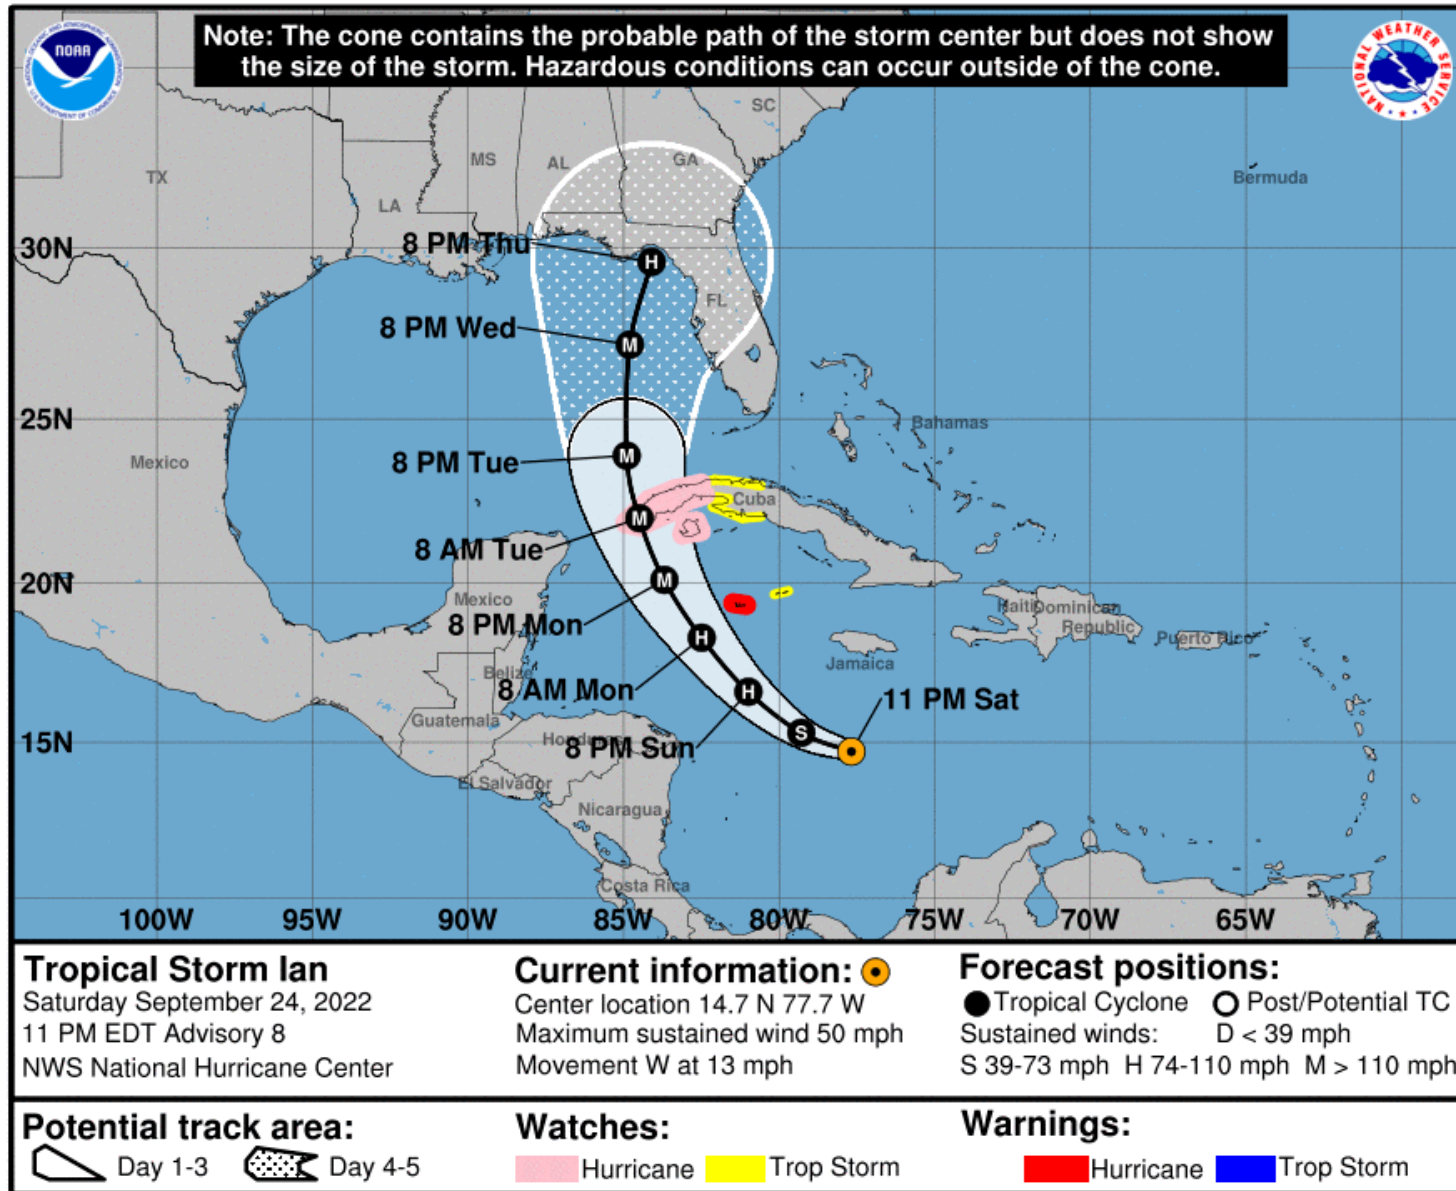 Note: The cone contains the probable path of the storm center but does not show
the size of the storm. Hazardous conditions can occur outside of the cone.
NOAA
NATIONAL WEATHER SERVICE
SC
MS
AL
GA
TX
Bermuda
LA
30N
8 PM Thu
H
FL
8 PM Wed
M
25N
Bahamas
Mexico
8 PM Tue
M
Cuba
M
8 AM Tue
20N
M
Mexico
Haiti
Dominican
Republic
8 PM Mon
H
Puerto Rico
Jamaica
Belize
8 AM Mon
H
11 PM Sat
Guatemala
S
15N
Honduras
8 PM Sun
El Salvador
Nicaragua
Costa Rica
100W
95W
90W
85W
80W
75W
70W
65W
Tropical Storm Ian
Saturday September 24, 2022
11 PM EDT Advisory 8
NWS National Hurricane Center
Current information:
Center location 14.7 N 77.7 W
Maximum sustained wind 50 mph
Movement W at 13 mph
Forecast positions:
Tropical Cyclone Post/Potential TC
Sustained winds: D < 39 mph
S 39-73 mph H 74-110 mph M > 110 mph
Potential track area:
Day 1-3 Day 4-5
Watches:
Hurricane Trop Storm
Warnings:
Hurricane Trop Storm